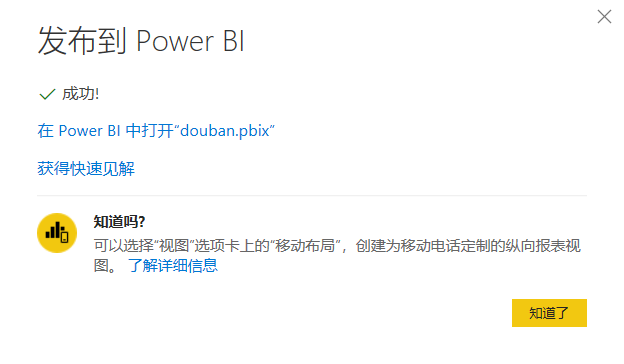 发布到 Power BI
成功!
在 Power BI 中打开“douban.pbix”
获得快速见解
知道吗?
可以选择“视图”选项卡上的“移动布局”，创建为移动电话定制的纵向报表视
图。 了解详细信息
知道了